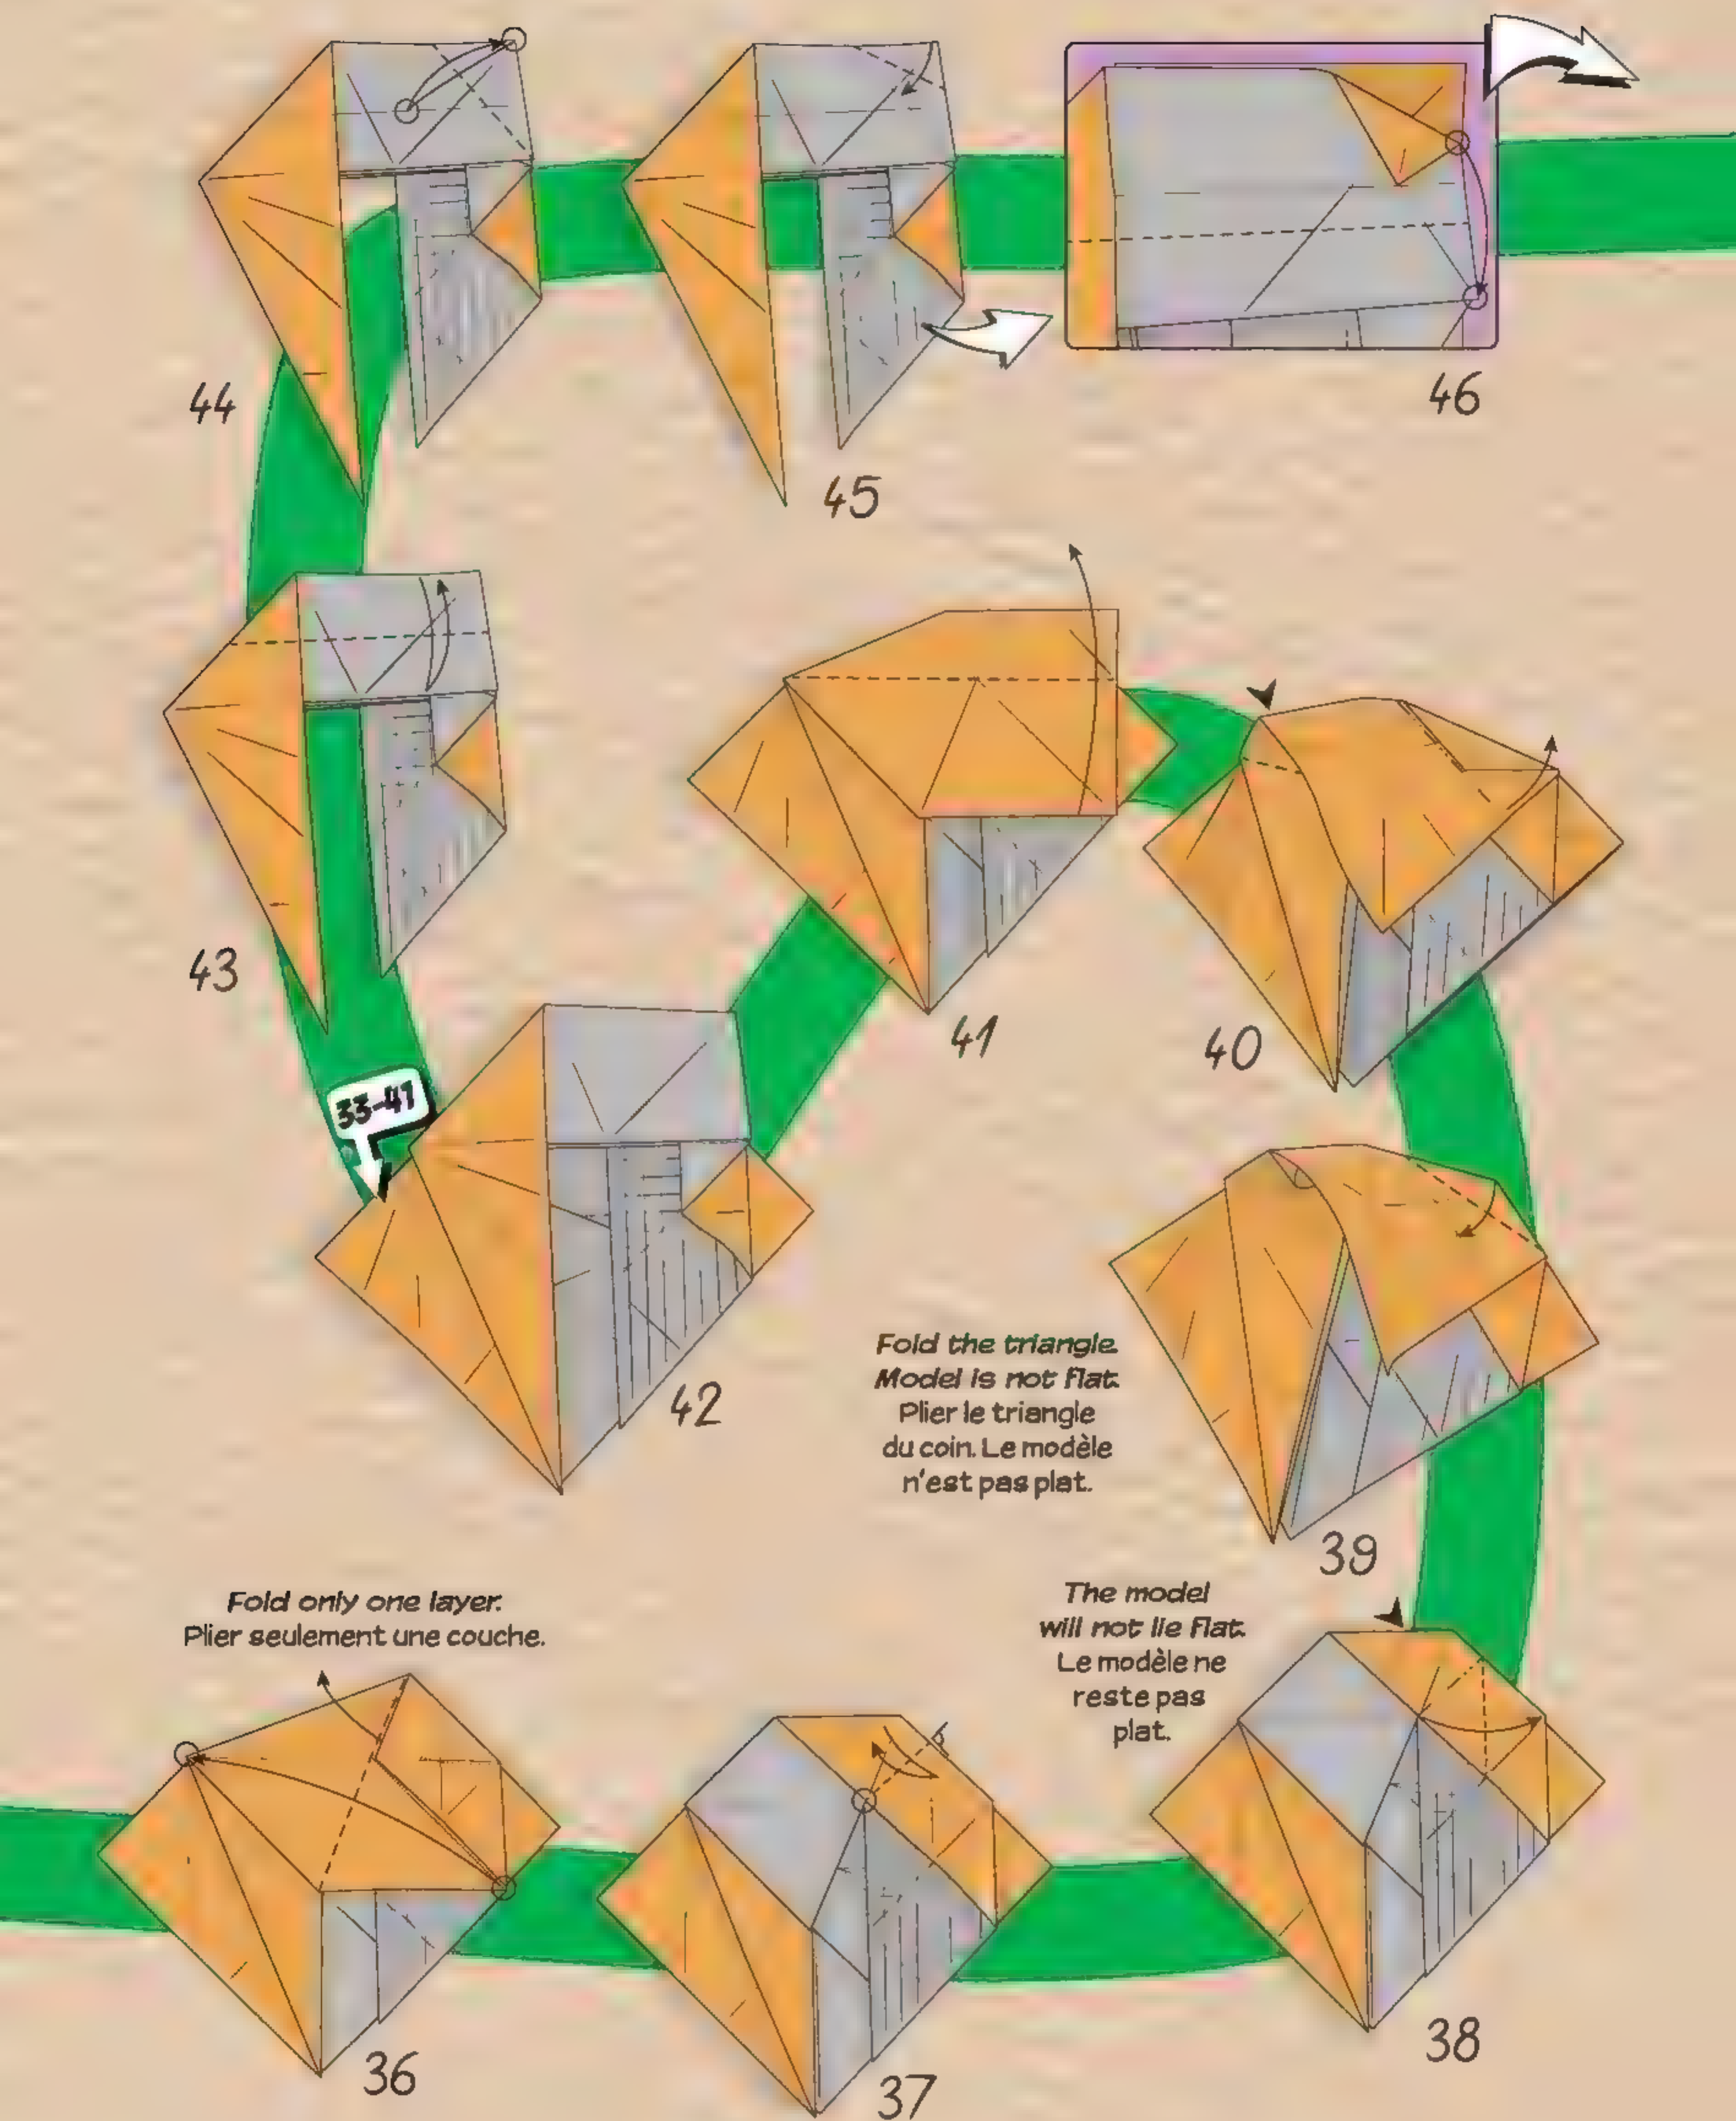 44
45
46
43
41
40
33-41
42
Fold the triangle.
Model is not flat.
Plier le triangle
du coin. Le modèle
n'est pas plat.
39
Fold only one layer.
Plier seulement une couche.
The model
will not lie flat.
Le modèle ne
reste pas
plat.
36
37
38